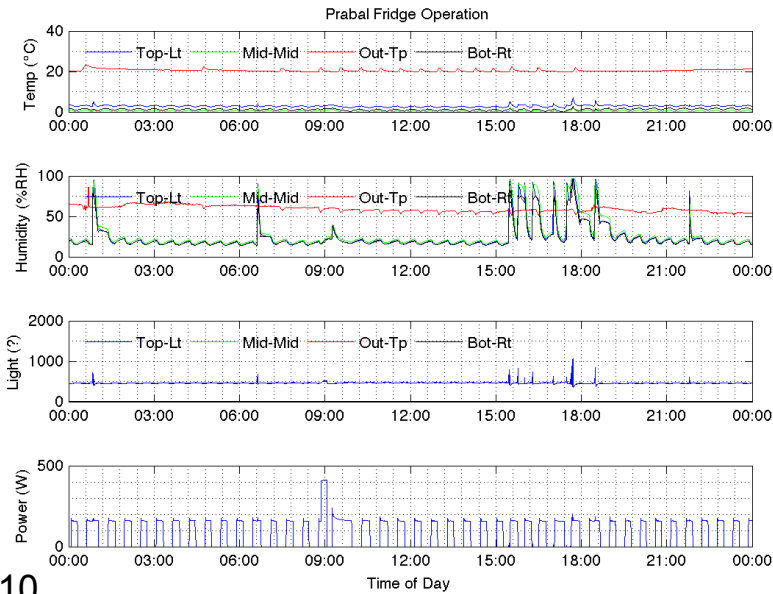 Prabal Fridge Operation
Temp (°C)
40
20
0
Top-Lt Mid-Mid Out-Tp Bot-Rt
00:00 03:00 06:00 09:00 12:00 15:00 18:00 21:00 00:00
Humidity (%RH)
100
50
0
Top-Lt Mid-Mid Out-Tp Bot-Rt
00:00 03:00 06:00 09:00 12:00 15:00 18:00 21:00 00:00
Light (?)
2000
1000
0
Top-Lt Mid-Mid Out-Tp Bot-Rt
00:00 03:00 06:00 09:00 12:00 15:00 18:00 21:00 00:00
Power (W)
500
0
00:00 03:00 06:00 09:00 12:00 15:00 18:00 21:00 00:00
Time of Day
10